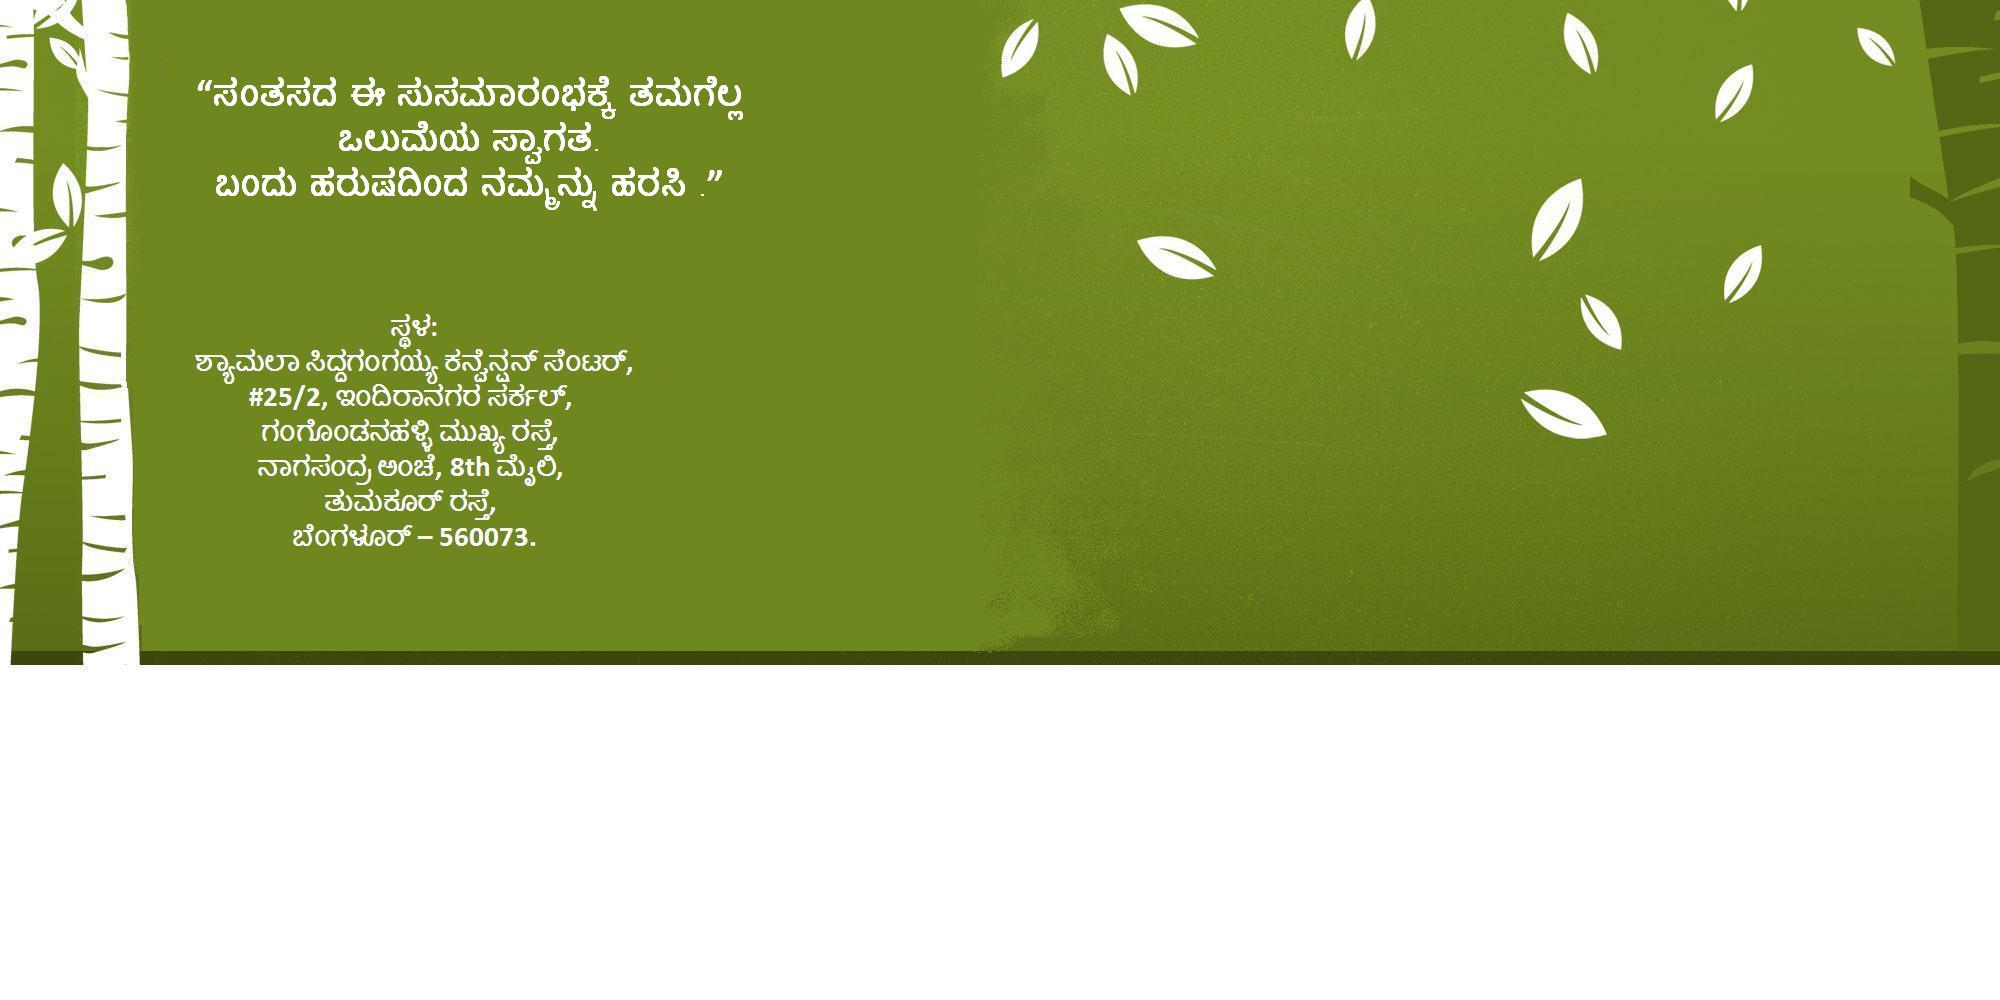 “ಸಂತಸದ ಈ ಸುಸಮಾರಂಭಕ್ಕೆ ತಮಗೆಲ್ಲ
ಒಲುಮೆಯ ಸ್ವಾಗತ.
ಬಂದು ಹರುಷದಿಂದ ನಮ್ಮನ್ನು ಹರಸಿ .”
ಸ್ಥಳ:
ಶ್ಯಾಮಲಾ ಸಿದ್ದಗಂಗಯ್ಯ ಕನ್ವೆನ್ಷನ್ ಸೆಂಟರ್,
#25/2, ಇಂದಿರಾನಗರ ಸರ್ಕಲ್,
ಗಂಗೊಂಡನಹಳ್ಳಿ ಮುಖ್ಯ ರಸ್ತೆ,
ನಾಗಸಂದ್ರ ಅಂಚೆ, 8th ಮೈಲಿ,
ತುಮಕೂರ್ ರಸ್ತೆ,
ಬೆಂಗಳೂರ್ – 560073.